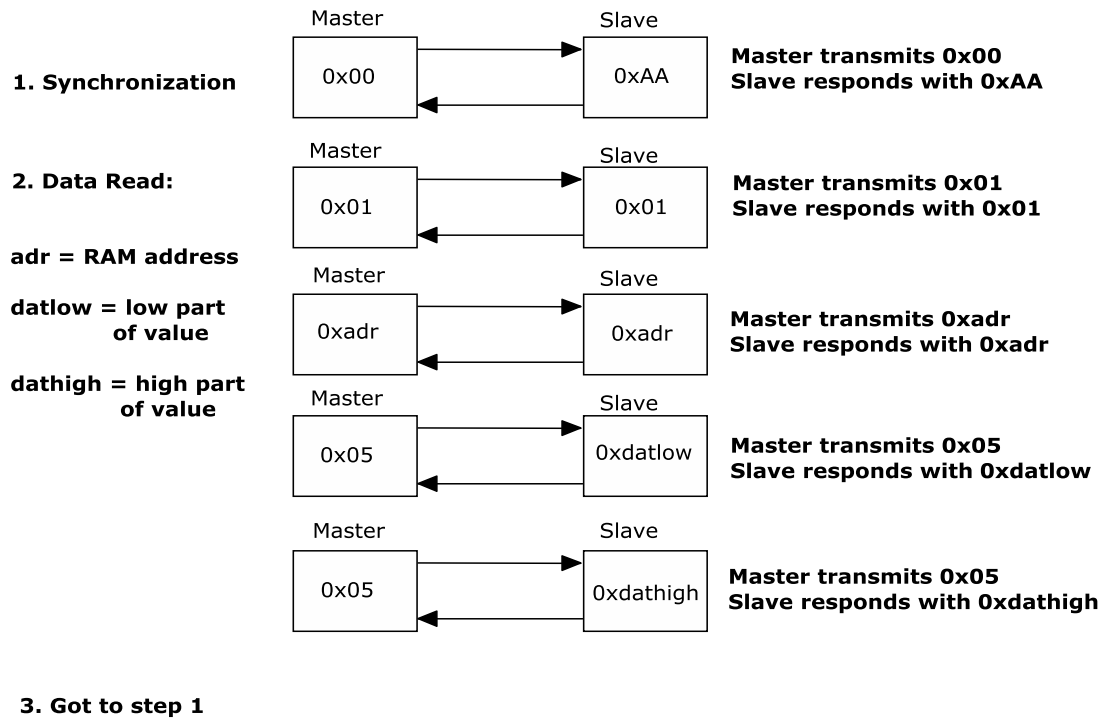 Master
Slave
1. Synchronization
0x00
0xAA
Master transmits 0x00
Slave responds with 0xAA
2. Data Read:
Master
Slave
0x01
0x01
Master transmits 0x01
Slave responds with 0x01
adr = RAM address
datlow = low part
of value
dathigh = high part
of value
Master
Slave
0xadr
0xadr
Master transmits 0xadr
Slave responds with 0xadr
Master
Slave
0x05
0xdatlow
Master transmits 0x05
Slave responds with 0xdatlow
Master
Slave
0x05
0xdathigh
Master transmits 0x05
Slave responds with 0xdathigh
3. Got to step 1